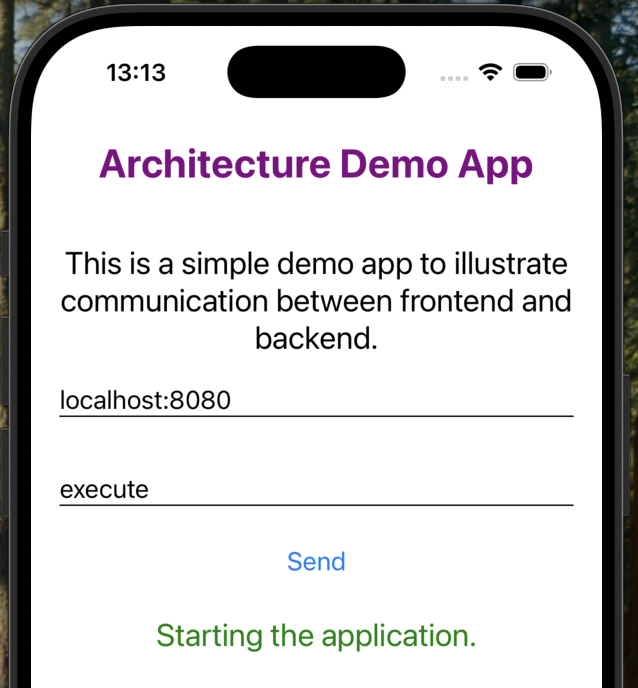 13:13
Architecture Demo App
This is a simple demo app to illustrate
communication between frontend and
backend.
localhost:8080
execute
Send
Starting the application.